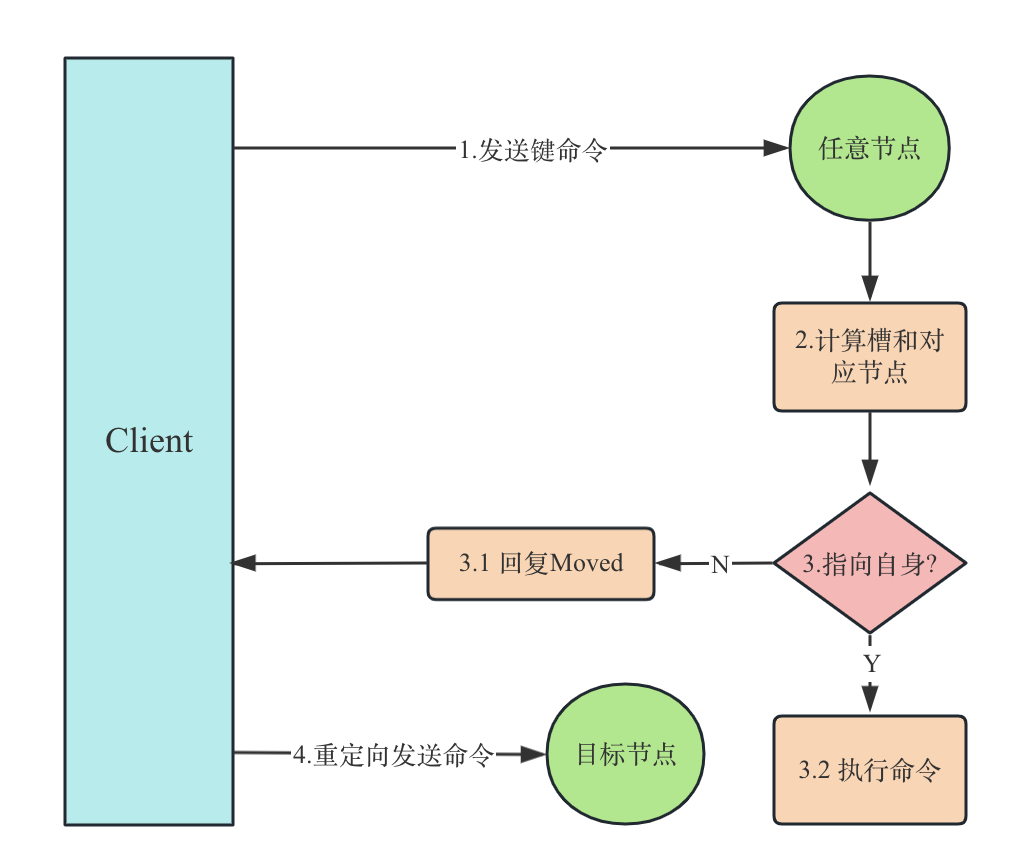 1.发送键命令
任意节点
2.计算槽和对
应节点
Client
3.1 回复Moved
N
3.指向自身?
Y
4.重定向发送命令
目标节点
3.2 执行命令